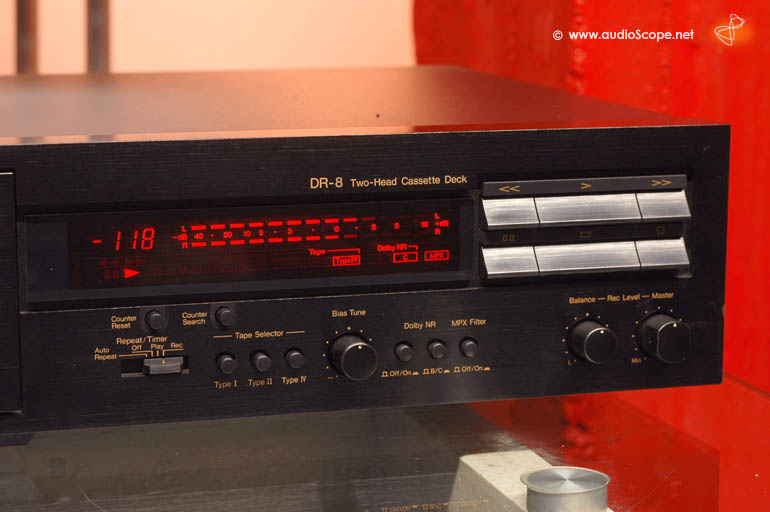 © www.audioScope.net
DR-8 Two-Head Cassette Deck
<< > >>
-118
L
-dB 40 · 20 10 5 · 2 · 0 · 3 5 10 +dB
R
Tape Dolby NR
Type IV C MPX
Counter Reset
Counter Search
Bias Tune
Balance Rec Level Master
Repeat/Timer
Off Play Rec
Auto Repeat
Tape Selector
Dolby NR
MPX Filter
L
Min
Type I Type II Type IV
- +
Off/On B/C Off/On